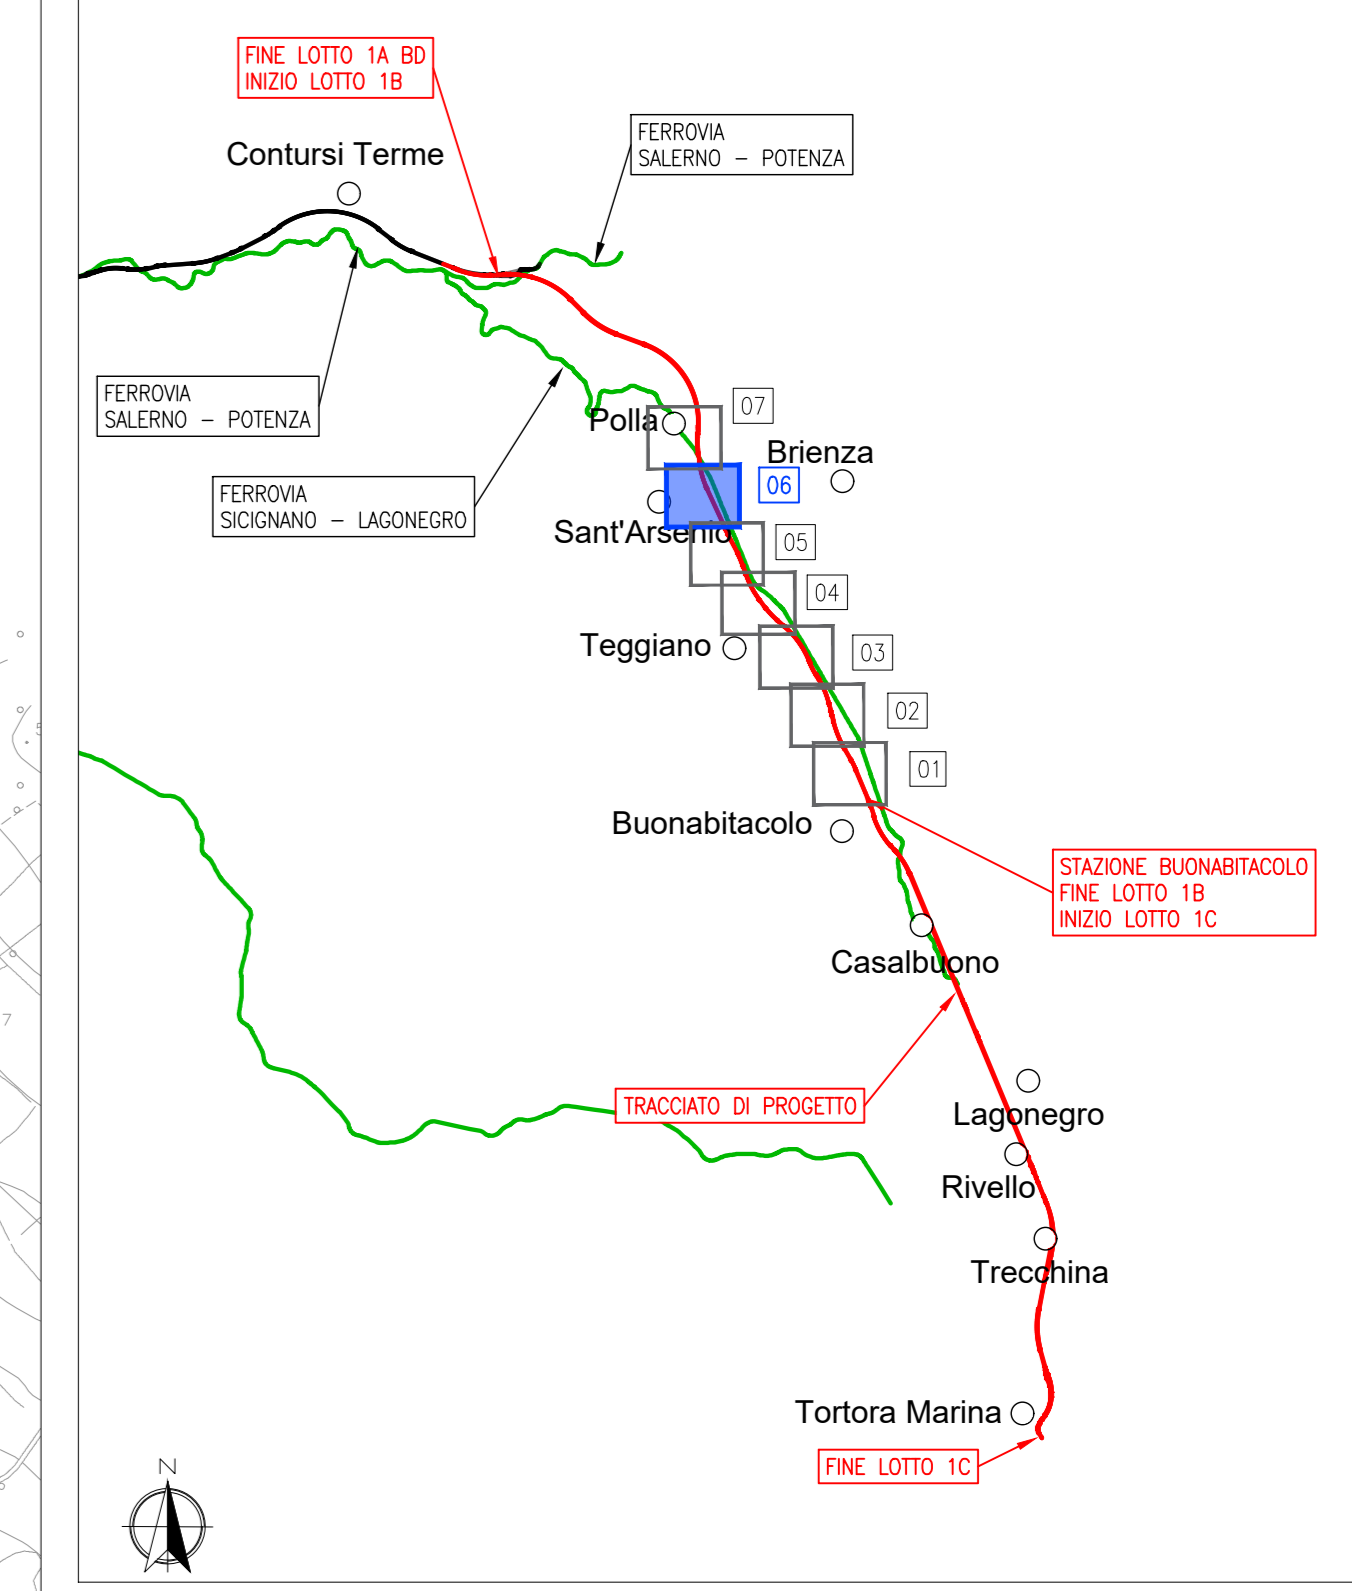 FINE LOTTO 1A BD
INIZIO LOTTO 1B
FERROVIA
SALERNO – POTENZA
Contursi Terme
FERROVIA
SALERNO – POTENZA
07
Polla
Brienza
06
FERROVIA
SICIGNANO – LAGONEGRO
Sant'Arsenio
05
04
Teggiano
03
02
01
Buonabitacolo
STAZIONE BUONABITACOLO
FINE LOTTO 1B
INIZIO LOTTO 1C
Casalbuono
7
TRACCIATO DI PROGETTO
Lagonegro
Rivello
Trecchina
Tortora Marina
FINE LOTTO 1C
N